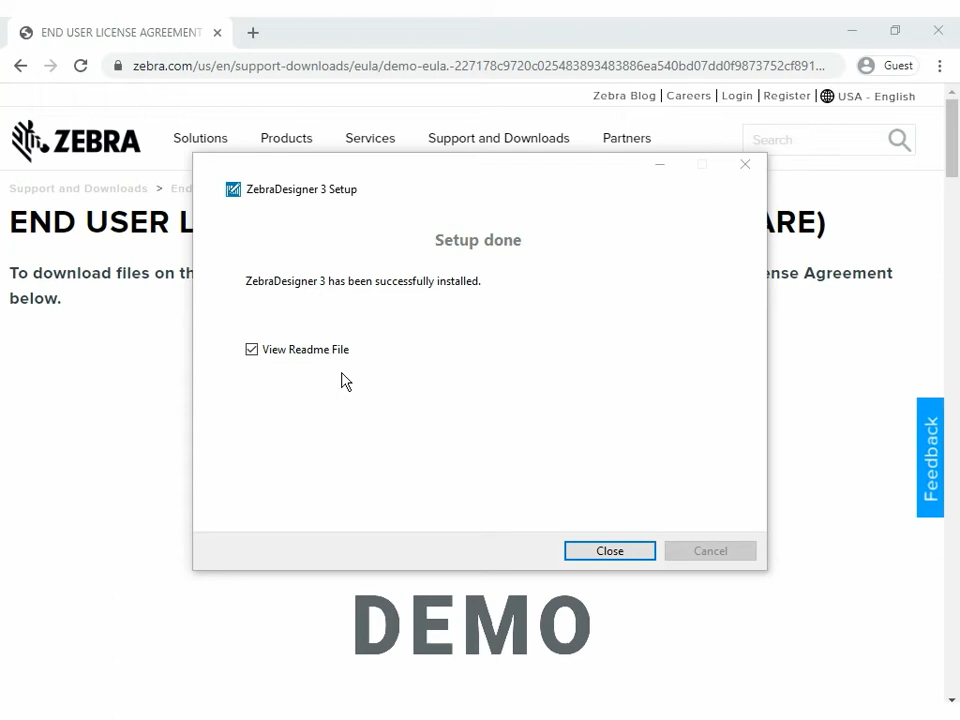 END USER LICENSE AGREEMENT
zebra.com/us/en/support-downloads/eula/demo-eula.-227178c9720c025483893483886ea540bd07dd0f9873752cf891...
Guest
Zebra Blog | Careers | Login | Register | USA - English
ZEBRA
Solutions
Products
Services
Support and Downloads
Partners
Search
Support and Downloads > En
END USER L
ARE)
To download files on th
ense Agreement
below.
ZebraDesigner 3 Setup
Setup done
ZebraDesigner 3 has been successfully installed.
View Readme File
Close
Cancel
Feedback
DEMO